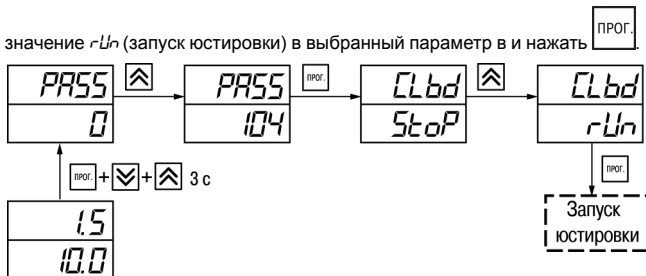 значение rUn (запуск юстировки) в выбранный параметр в и нажать ПРОГ.
PASS PASS ПРОГ. CLbd CLbd
0 104 StoP rUn
ПРОГ. + + 3 с ПРОГ.
1.5 Запуск
10.0 юстировки